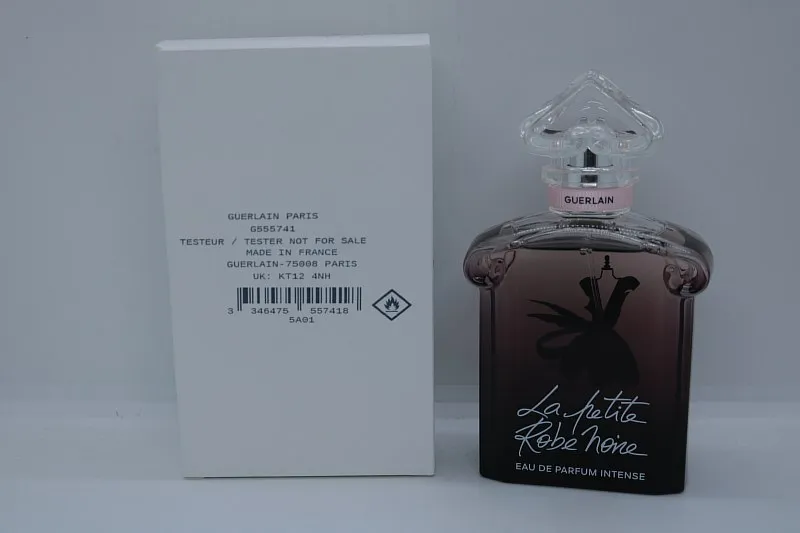 GUERLAIN PARIS
G555741
TESTEUR / TESTER NOT FOR SALE
MADE IN FRANCE
GUERLAIN-75008 PARIS
UK: KT12 4NH
3 346475 557418
5A01
GUERLAIN
La petite
Robe Noire
EAU DE PARFUM INTENSE